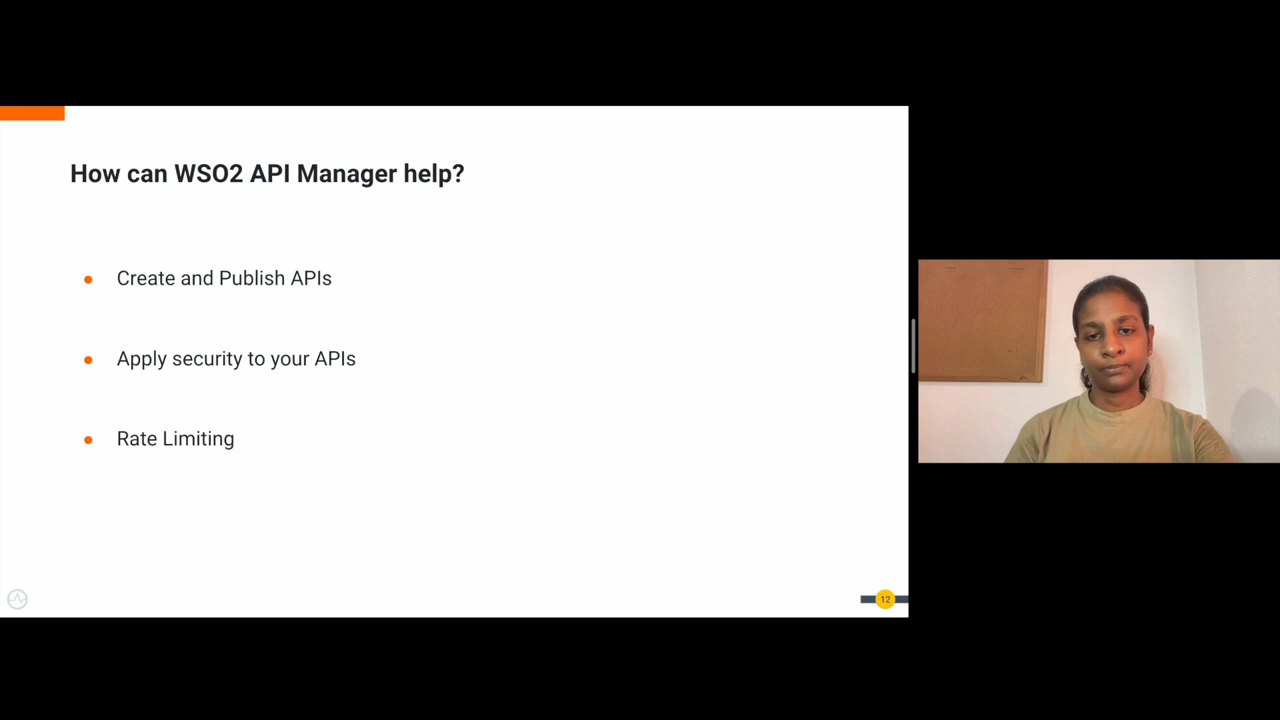 How can WSO2 API Manager help?
● Create and Publish APIs
● Apply security to your APIs
● Rate Limiting
12